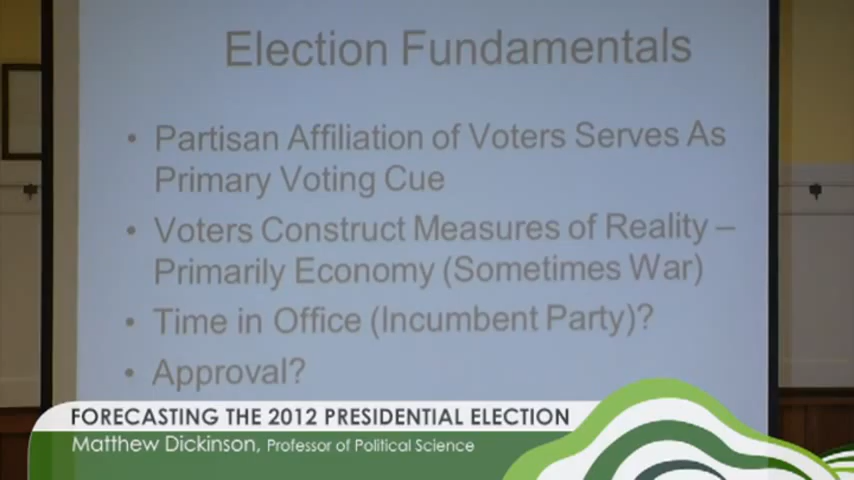 Election Fundamentals
• Partisan Affiliation of Voters Serves As
Primary Voting Cue
• Voters Construct Measures of Reality –
Primarily Economy (Sometimes War)
• Time in Office (Incumbent Party)?
• Approval?
FORECASTING THE 2012 PRESIDENTIAL ELECTION
Matthew Dickinson, Professor of Political Science